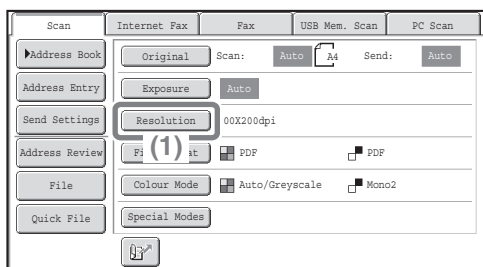 Scan Internet Fax Fax USB Mem. Scan PC Scan
Address Book Original Scan: Auto A4 Send: Auto
Address Entry Exposure Auto
Send Settings Resolution 00X200dpi
Address Review Fi (1) at PDF PDF
File Colour Mode Auto/Greyscale Mono2
Quick File Special Modes